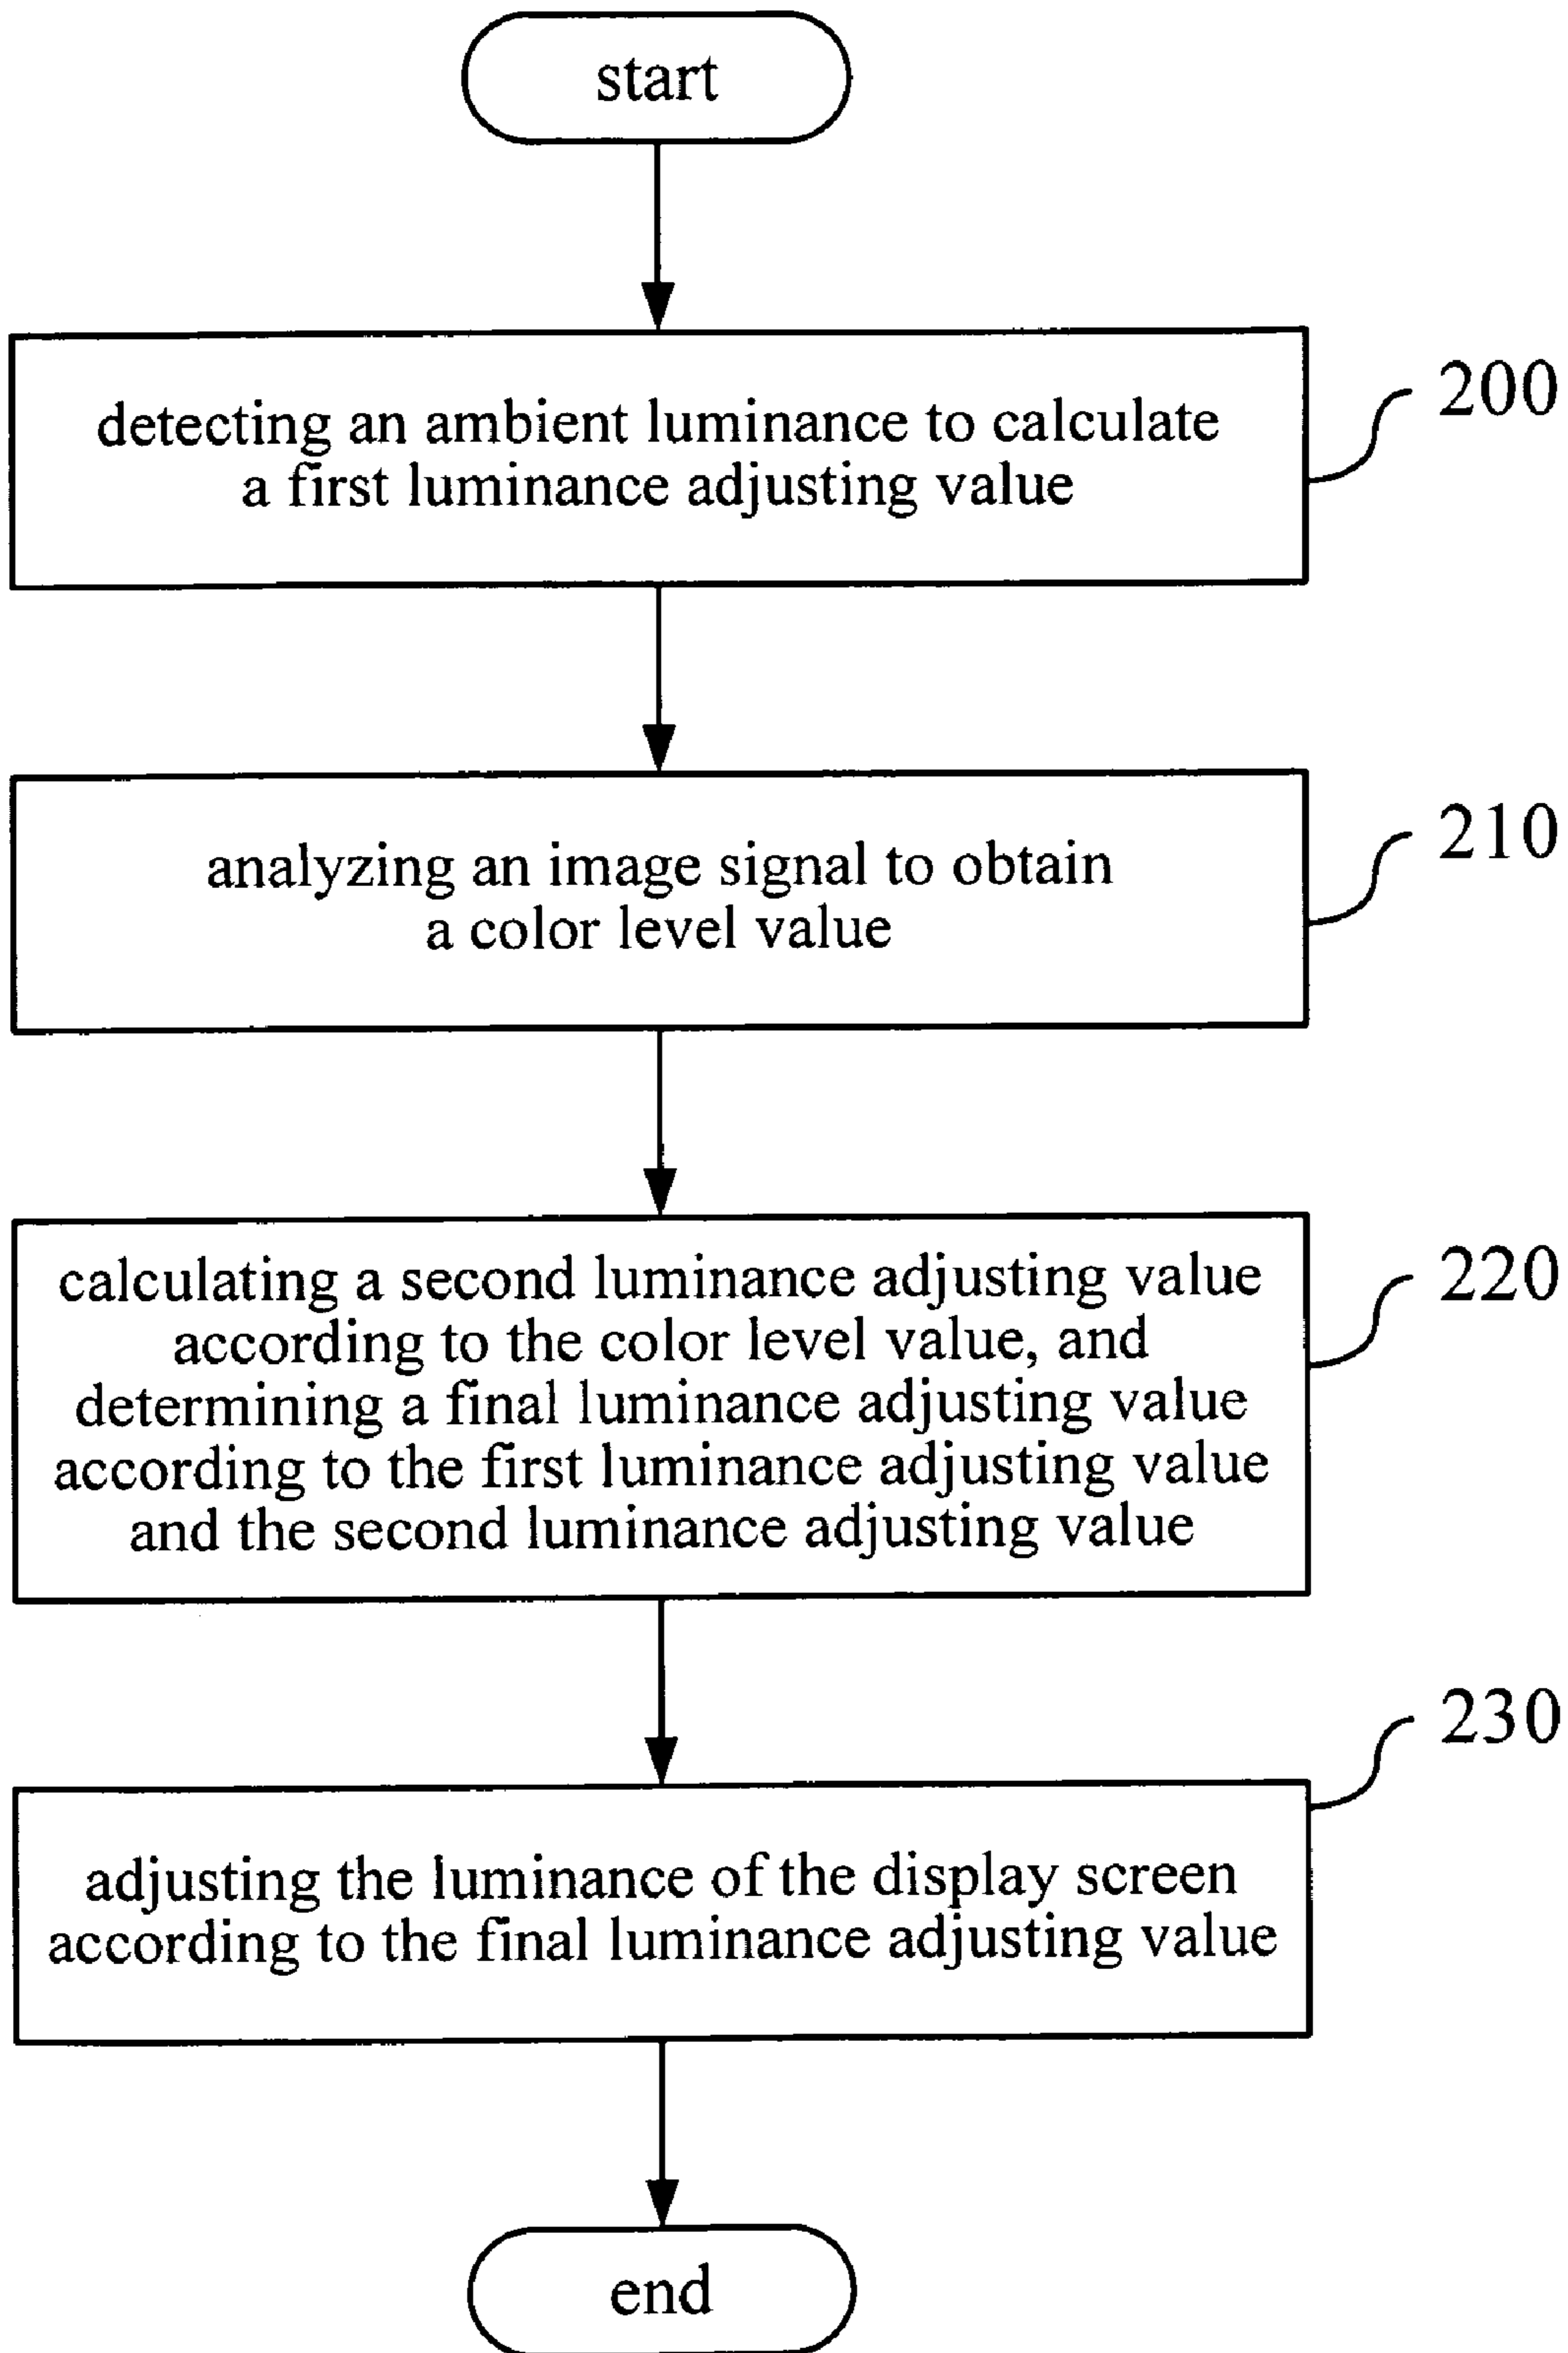 start
detecting an ambient luminance to calculate
a first luminance adjusting value
200
analyzing an image signal to obtain
a color level value
210
calculating a second luminance adjusting value
according to the color level value, and
determining a final luminance adjusting value
according to the first luminance adjusting value
and the second luminance adjusting value
220
adjusting the luminance of the display screen
according to the final luminance adjusting value
230
end